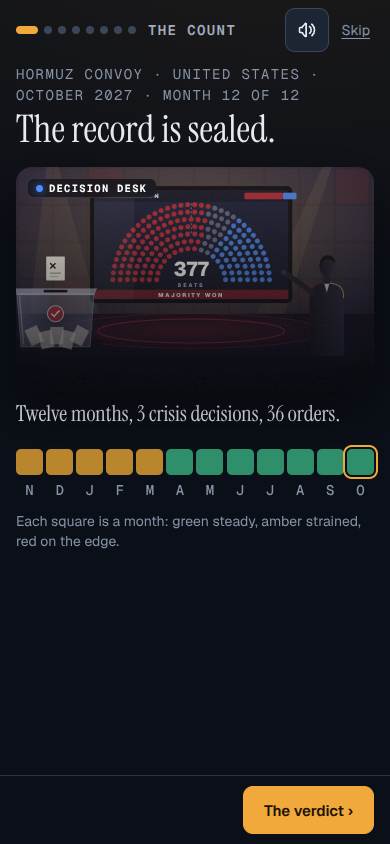 THE COUNT
Skip
HORMUZ CONVOY · UNITED STATES ·
OCTOBER 2027 · MONTH 12 OF 12
The record is sealed.
DECISION DESK
377
SEATS
MAJORITY WON
Twelve months, 3 crisis decisions, 36 orders.
N D J F M A M J J A S O
Each square is a month: green steady, amber strained,
red on the edge.
The verdict ›